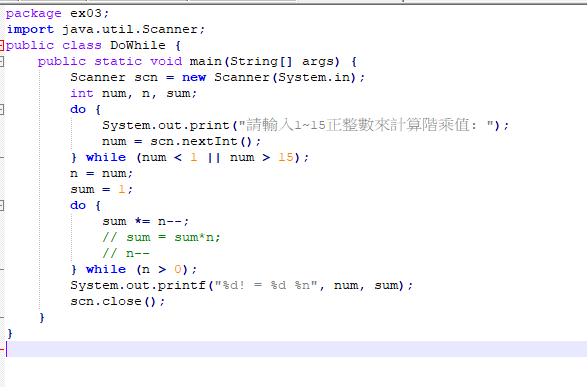 package ex03;
import java.util.Scanner;
public class DoWhile {
    public static void main(String[] args) {
        Scanner scn = new Scanner(System.in);
        int num, n, sum;
        do {
            System.out.print("請輸入1~15正整數來計算階乘值: ");
            num = scn.nextInt();
        } while (num < 1 || num > 15);
        n = num;
        sum = 1;
        do {
            sum *= n--;
            // sum = sum*n;
            // n--
        } while (n > 0);
        System.out.printf("%d! = %d %n", num, sum);
        scn.close();
    }
}